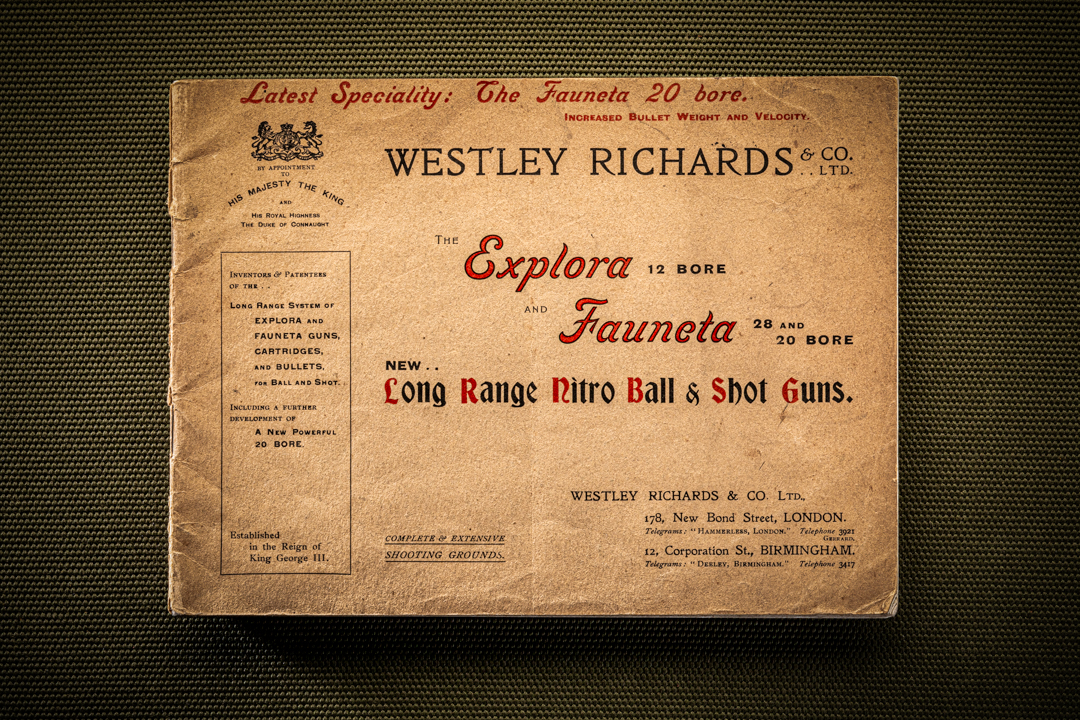 Latest Speciality: The Fauneta 20 bore.
INCREASED BULLET WEIGHT AND VELOCITY.
BY APPOINTMENT
TO
HIS MAJESTY THE KING
AND
HIS ROYAL HIGHNESS
THE DUKE OF CONNAUGHT
WESTLEY RICHARDS & CO. LTD.
THE Explora 12 BORE
AND Fauneta 28 AND 20 BORE
NEW . .
Long Range Nitro Ball & Shot Guns.
INVENTORS & PATENTEES
OF THE . .
LONG RANGE SYSTEM OF
EXPLORA AND
FAUNETA GUNS,
CARTRIDGES,
AND BULLETS,
FOR BALL AND SHOT. .
INCLUDING A FURTHER
DEVELOPMENT OF
A NEW POWERFUL
20 BORE.
Established
in the Reign of
King George III.
COMPLETE & EXTENSIVE
SHOOTING GROUNDS.
WESTLEY RICHARDS & CO. LTD.,
178, New Bond Street, LONDON.
Telegrams: "HAMMERLESS, LONDON." Telephone 3921
GERRARD.
12, Corporation St., BIRMINGHAM.
Telegrams: "DEELEY, BIRMINGHAM." Telephone 3417